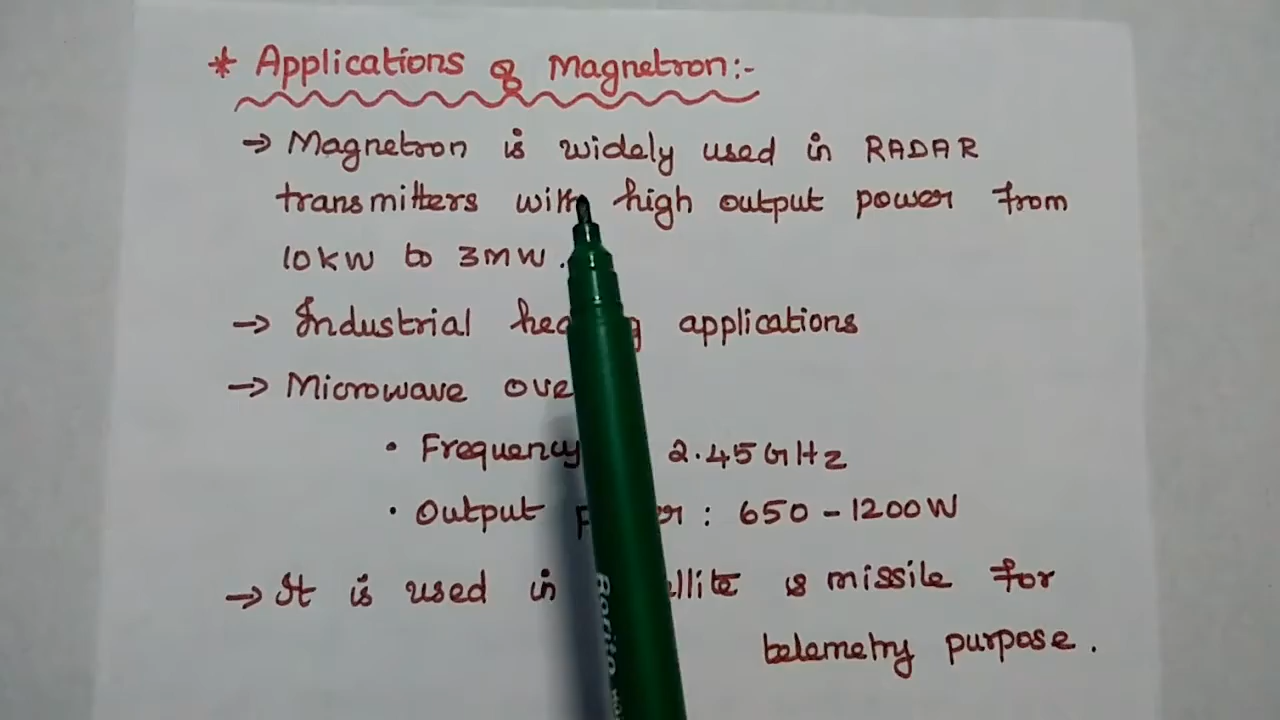 * Applications of Magnetron:-
→ Magnetron is widely used in RADAR
transmitters with high output power from
10KW to 3MW.
→ Industrial applications
→ Microwave
• Frequency 2.45GHz
• Output : 650-1200W
→ It is used in is missile for
telemetry purpose.